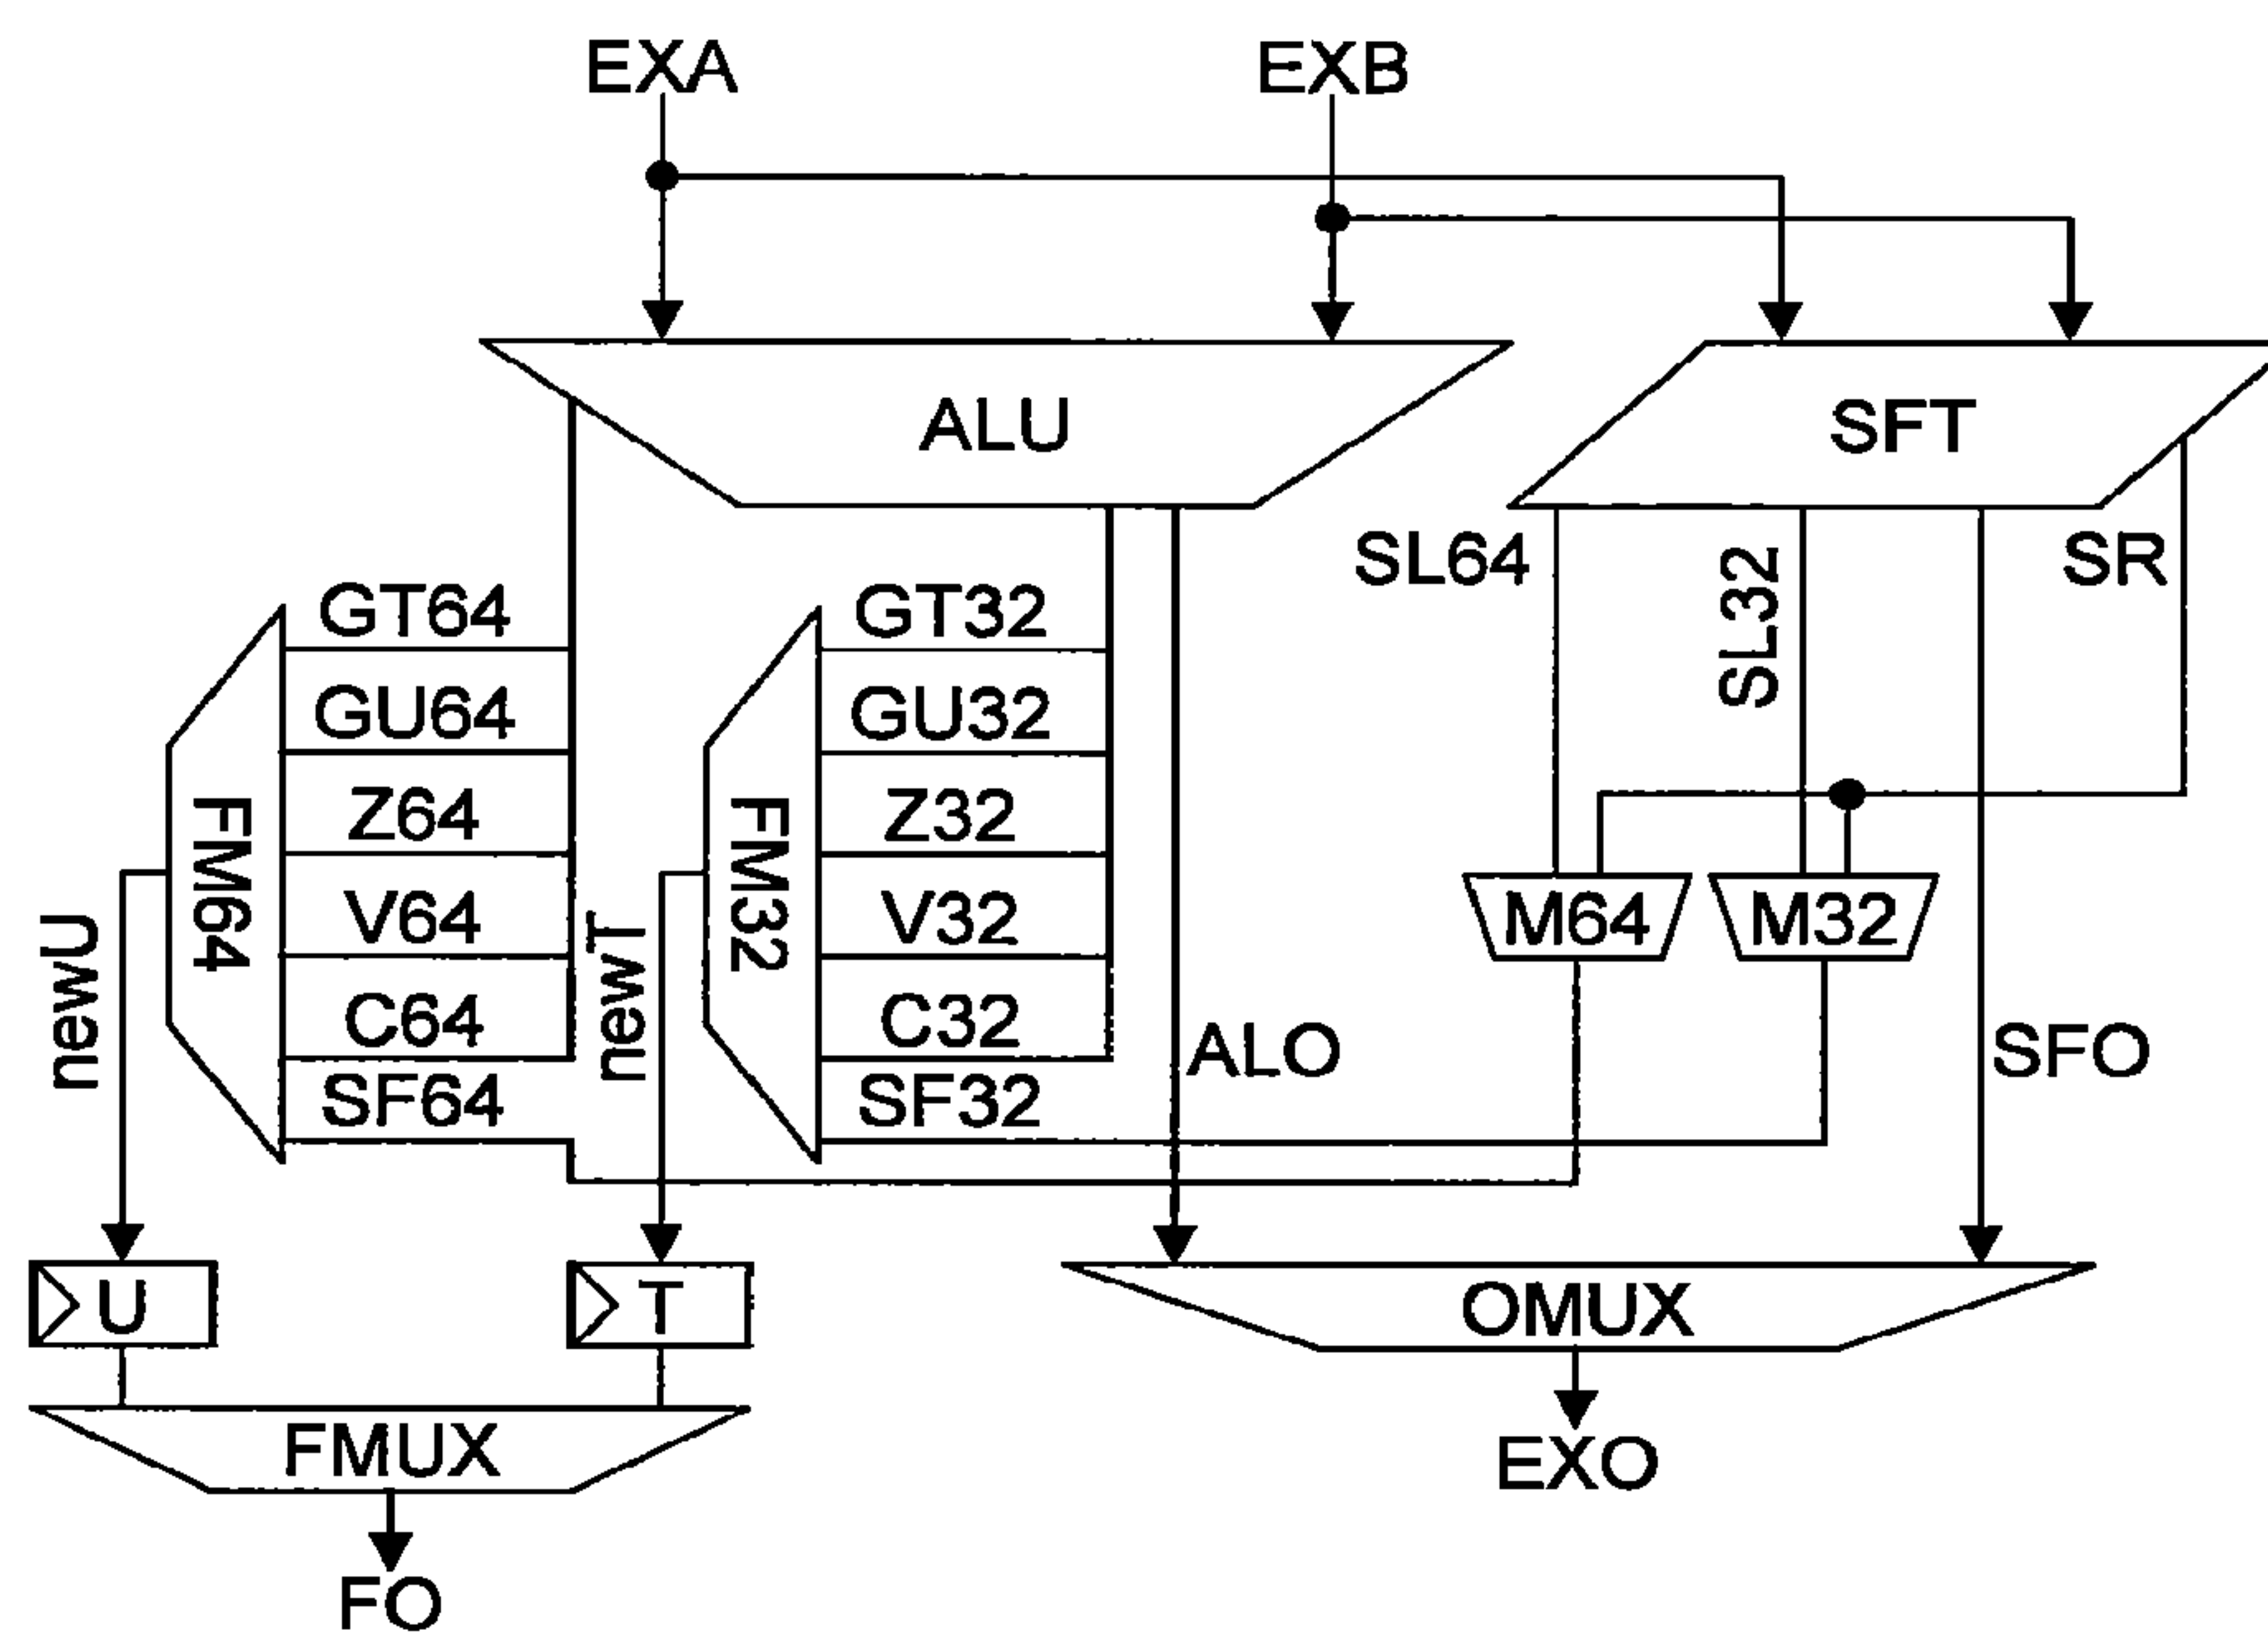 EXA
EXB
ALU
SFT
SL64
SL32
SR
GT64
GT32
GU64
GU32
Z64
Z32
FM64
FM32
V64
V32
M64
M32
newU
newT
C64
C32
ALO
SFO
SF64
SF32
U
T
OMUX
FMUX
EXO
FO